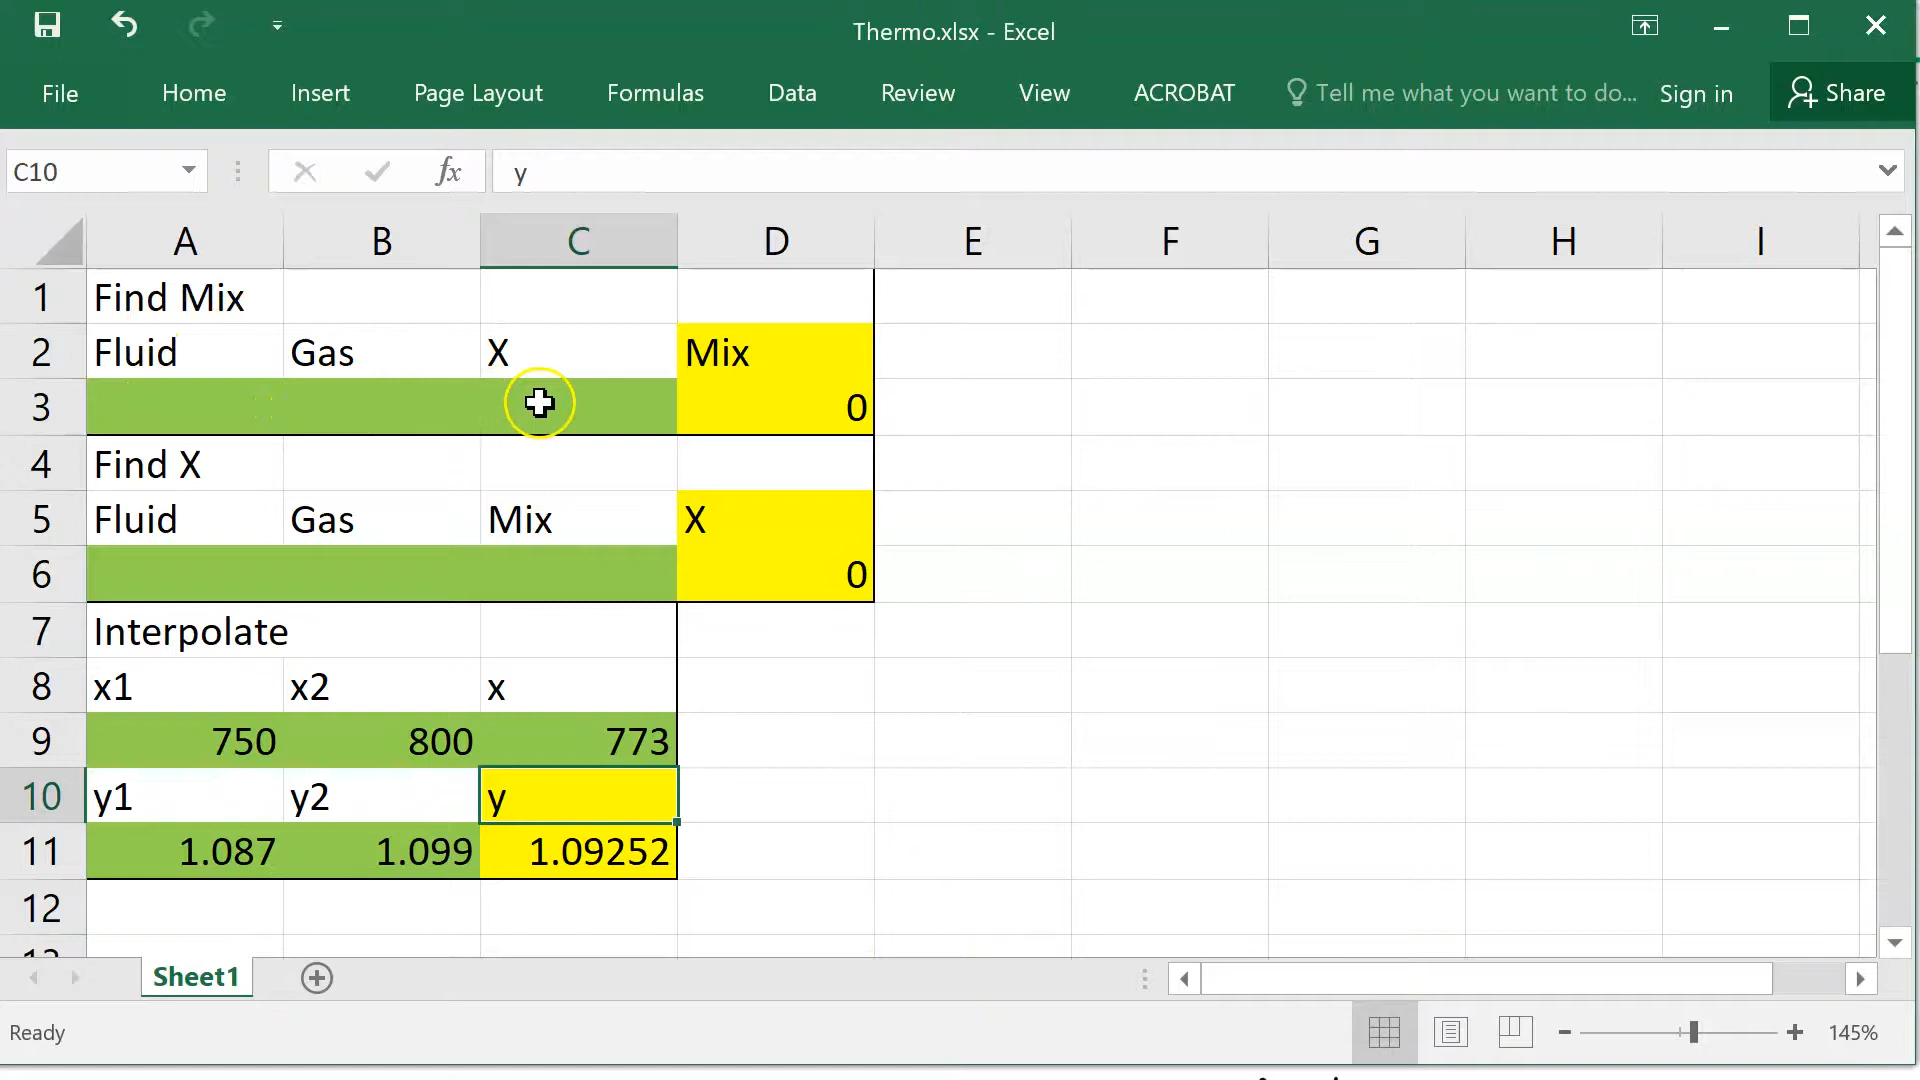 Thermo.xlsx - Excel
File Home Insert Page Layout Formulas Data Review View ACROBAT Tell me what you want to do... Sign in Share
C10 fx y
A B C D E F G H I
1 Find Mix
2 Fluid Gas X Mix
3 0
4 Find X
5 Fluid Gas Mix X
6 0
7 Interpolate
8 x1 x2 x
9 750 800 773
10 y1 y2 y
11 1.087 1.099 1.09252
12
Sheet1
Ready 145%